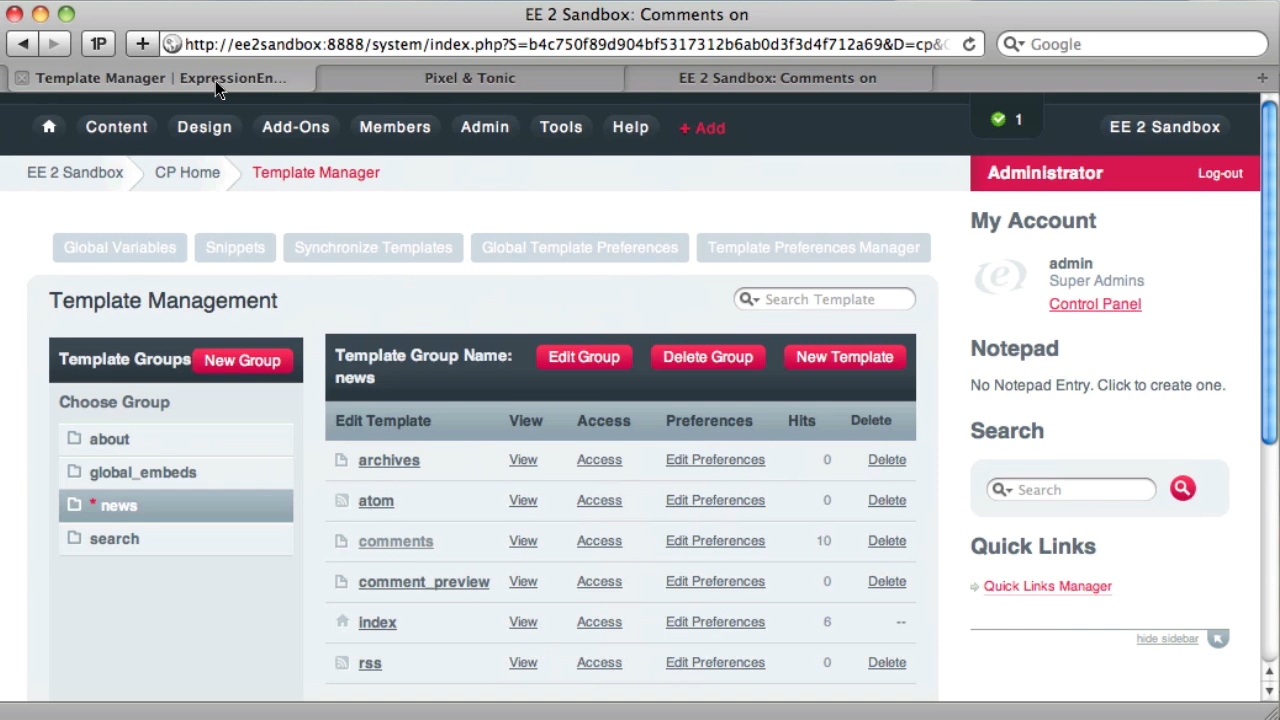 EE 2 Sandbox: Comments on
1P
+
http://ee2sandbox:8888/system/index.php?S=b4c750f89d904bf5317312b6ab0d3f3d4f712a69&D=cp&
Google
Template Manager | ExpressionEn...
Pixel & Tonic
EE 2 Sandbox: Comments on
+
Content
Design
Add-Ons
Members
Admin
Tools
Help
+ Add
1
EE 2 Sandbox
EE 2 Sandbox
CP Home
Template Manager
Administrator
Log-out
Global Variables
Snippets
Synchronize Templates
Global Template Preferences
Template Preferences Manager
Template Management
Search Template
Template Groups
New Group
Choose Group
about
global_embeds
* news
search
Template Group Name:
news
Edit Group
Delete Group
New Template
Edit Template View Access Preferences Hits Delete
archives View Access Edit Preferences 0 Delete
atom View Access Edit Preferences 0 Delete
comments View Access Edit Preferences 10 Delete
comment_preview View Access Edit Preferences 0 Delete
index View Access Edit Preferences 6 --
rss View Access Edit Preferences 0 Delete
My Account
admin
Super Admins
Control Panel
Notepad
No Notepad Entry. Click to create one.
Search
Search
Quick Links
Quick Links Manager
hide sidebar